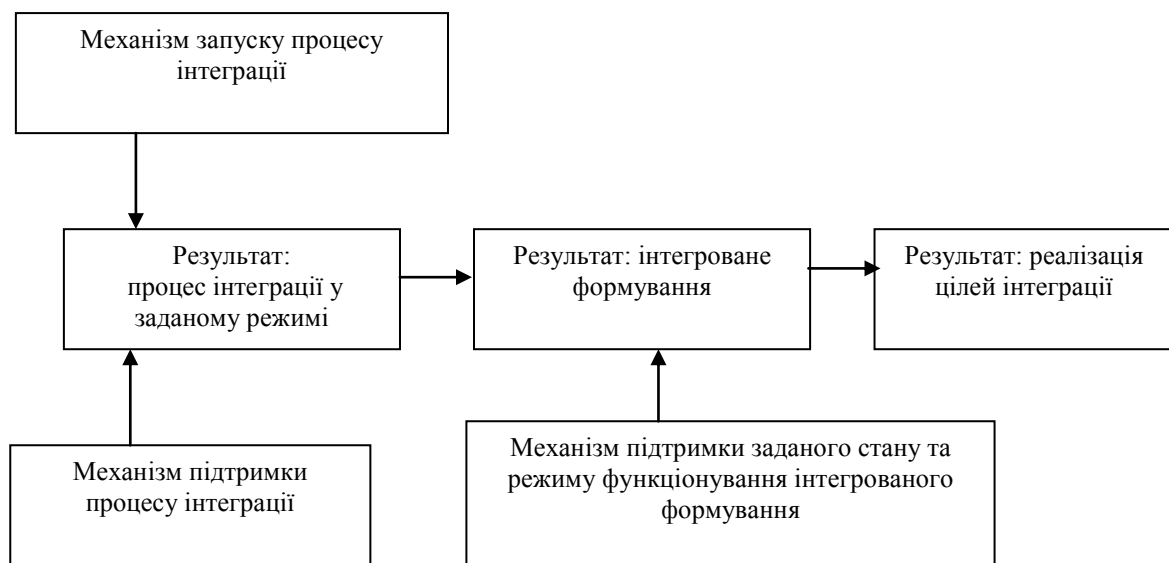 Механізм запуску процесу
інтеграції
Результат:
процес інтеграції у
заданому режимі
Результат: інтегроване
формування
Результат: реалізація
цілей інтеграції
Механізм підтримки
процесу інтеграції
Механізм підтримки заданого стану та
режиму функціонування інтегрованого
формування